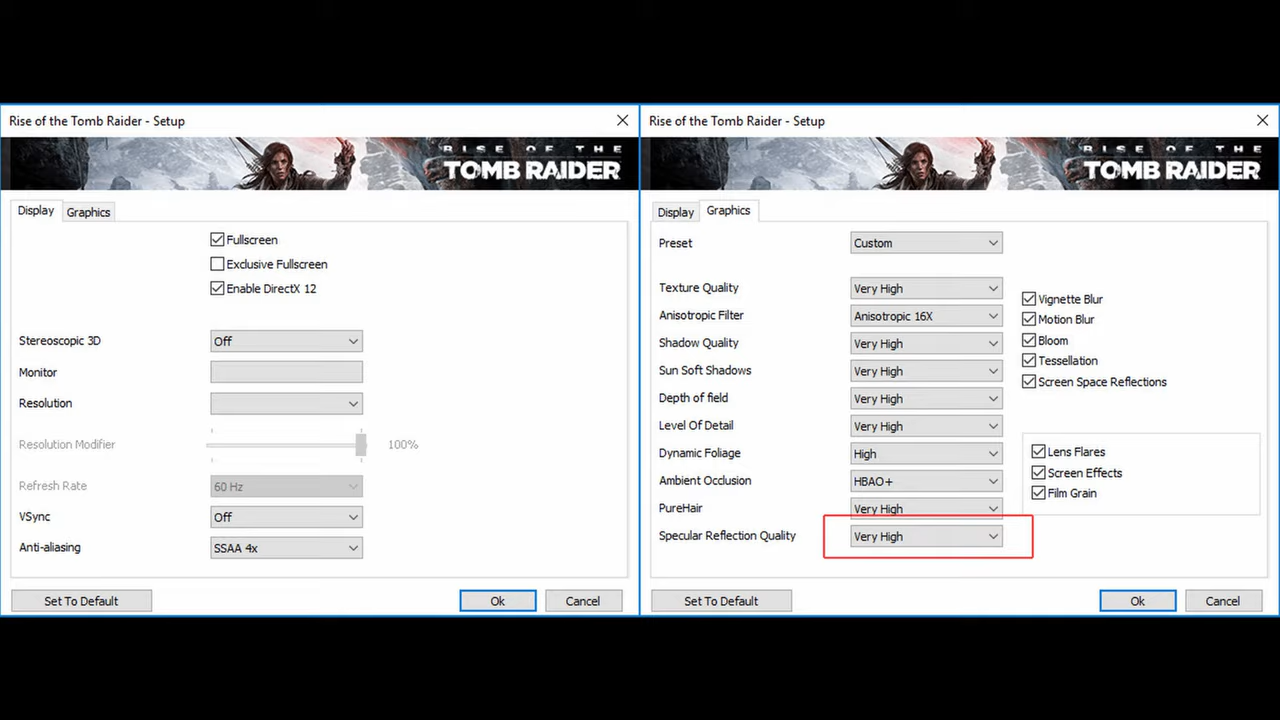 Rise of the Tomb Raider - Setup
RISE OF THE
TOMB RAIDER
Display
Graphics
Fullscreen
Exclusive Fullscreen
Enable DirectX 12
Stereoscopic 3D
Off
Monitor
Resolution
Resolution Modifier
100%
Refresh Rate
60 Hz
VSync
Off
Anti-aliasing
SSAA 4x
Set To Default
Ok
Cancel
Rise of the Tomb Raider - Setup
RISE OF THE
TOMB RAIDER
Display
Graphics
Preset
Custom
Texture Quality
Very High
Anisotropic Filter
Anisotropic 16X
Shadow Quality
Very High
Sun Soft Shadows
Very High
Depth of field
Very High
Level Of Detail
Very High
Dynamic Foliage
High
Ambient Occlusion
HBAO+
PureHair
Very High
Specular Reflection Quality
Very High
Vignette Blur
Motion Blur
Bloom
Tessellation
Screen Space Reflections
Lens Flares
Screen Effects
Film Grain
Set To Default
Ok
Cancel